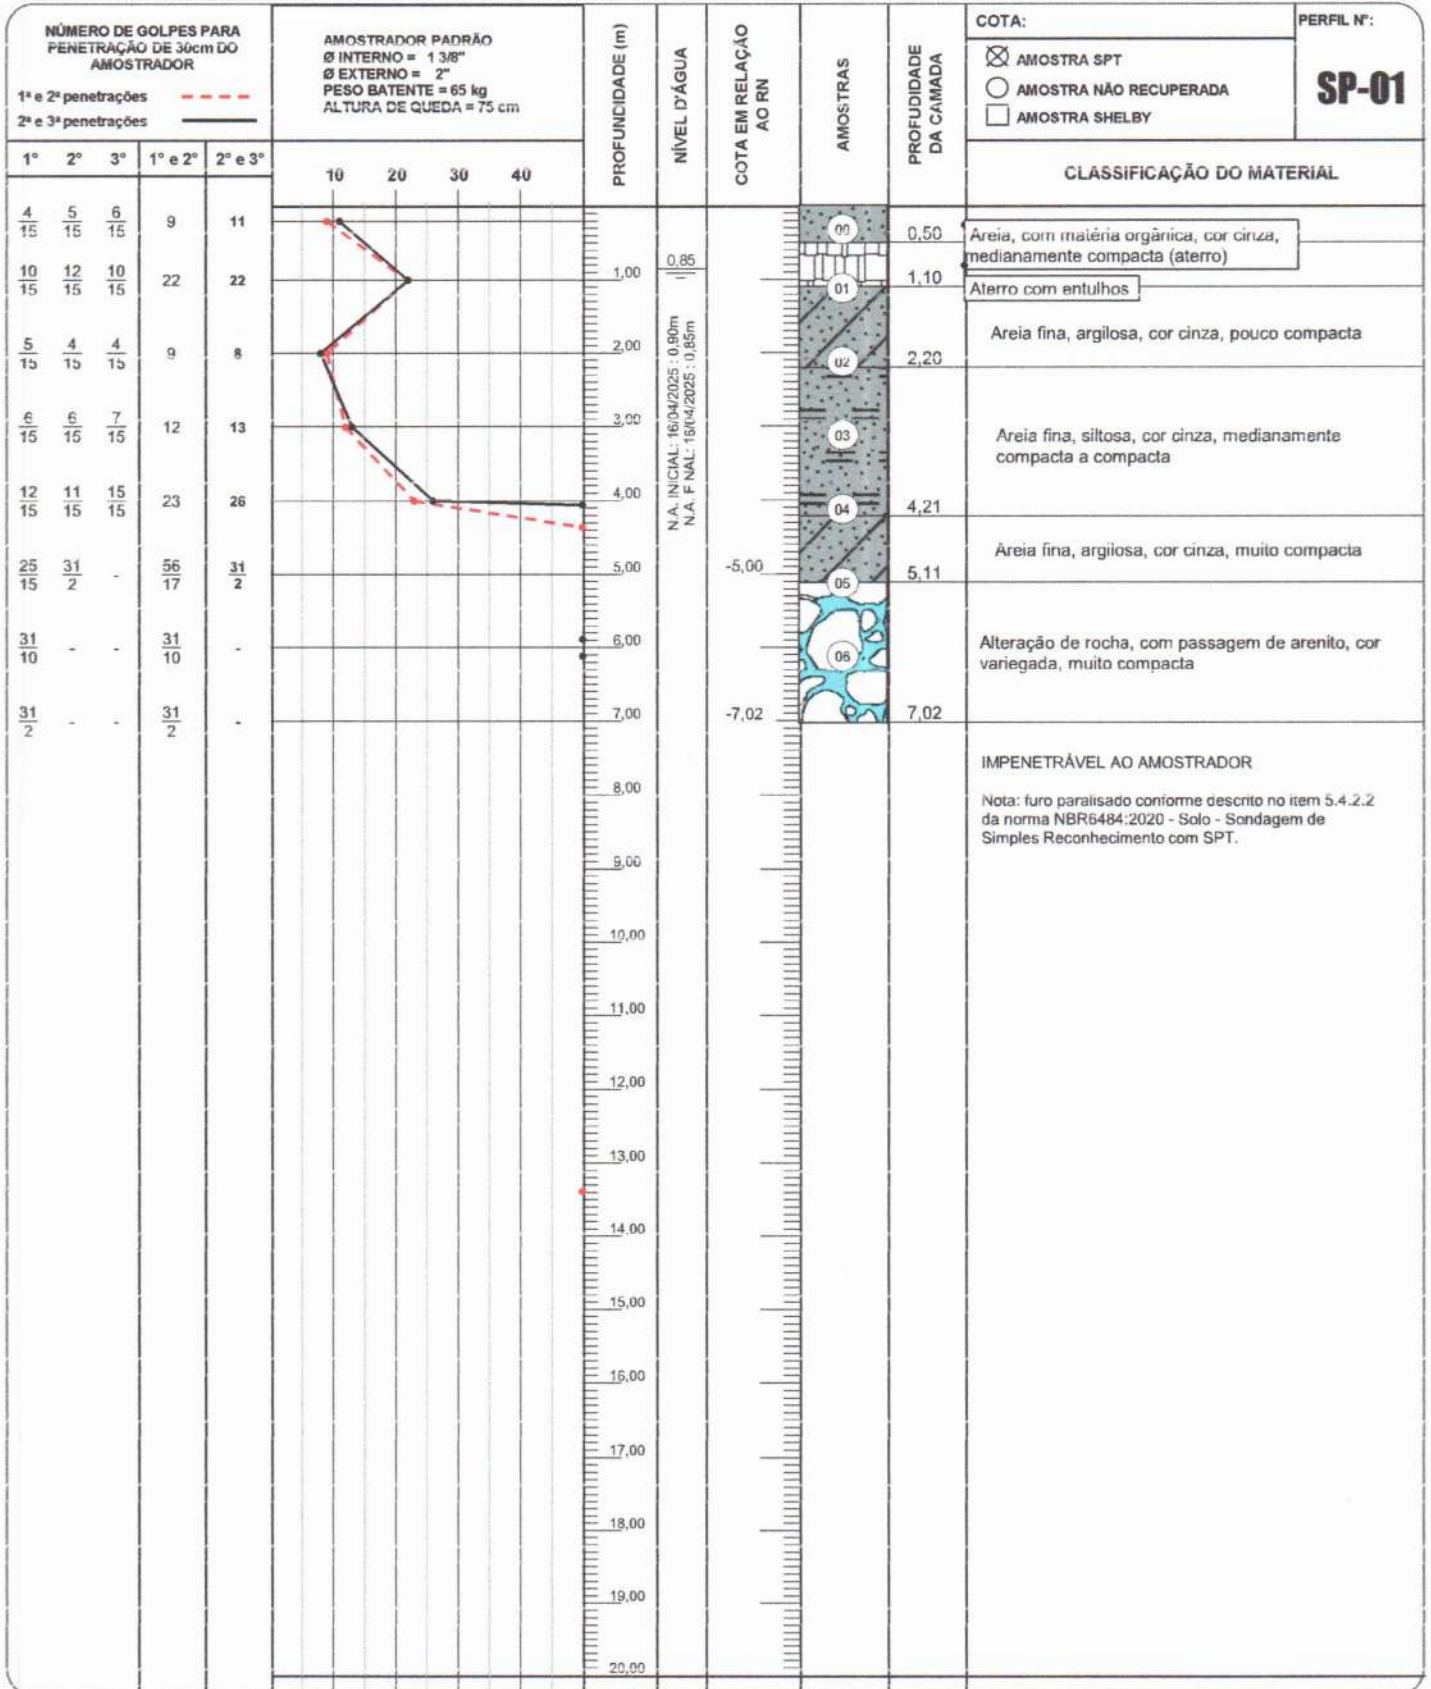 NÚMERO DE GOLPES PARA
PENETRAÇÃO DE 30cm DO
AMOSTRADOR
1ª e 2ª penetrações
2ª e 3ª penetrações
1° 2° 3° 1° e 2° 2° e 3°
AMOSTRADOR PADRÃO
Ø INTERNO = 1 3/8"
Ø EXTERNO = 2"
PESO BATENTE = 65 kg
ALTURA DE QUEDA = 75 cm
10 20 30 40
PROFUNDIDADE (m)
NÍVEL D'ÁGUA
COTA EM RELAÇÃO
AO RN
AMOSTRAS
PROFUDIDADE
DA CAMADA
COTA:
AMOSTRA SPT
AMOSTRA NÃO RECUPERADA
AMOSTRA SHELBY
PERFIL Nº:
SP-01
CLASSIFICAÇÃO DO MATERIAL
4/15 5/15 6/15 9 11
10/15 12/15 10/15 22 22
5/15 4/15 4/15 9 8
6/15 6/15 7/15 12 13
12/15 11/15 15/15 23 26
25/15 31/2 - 56/17 31/2
31/10 - - 31/10 -
31/2 - - 31/2 -
1,00
2,00
3,00
4,00
5,00
6,00
7,00
8,00
9,00
10,00
11,00
12,00
13,00
14,00
15,00
16,00
17,00
18,00
19,00
20,00
0,85
N.A. INICIAL: 16/04/2025 : 0,90m
N.A. F NAL: 16/04/2025 : 0,85m
-5,00
-7,02
00
01
02
03
04
05
06
0,50
1,10
2,20
4,21
5,11
7,02
Areia, com matéria orgânica, cor cinza,
medianamente compacta (aterro)
Aterro com entulhos
Areia fina, argilosa, cor cinza, pouco compacta
Areia fina, siltosa, cor cinza, medianamente
compacta a compacta
Areia fina, argilosa, cor cinza, muito compacta
Alteração de rocha, com passagem de arenito, cor
variegada, muito compacta
IMPENETRÁVEL AO AMOSTRADOR
Nota: furo paralisado conforme descrito no item 5.4.2.2
da norma NBR6484:2020 - Solo - Sondagem de
Simples Reconhecimento com SPT.